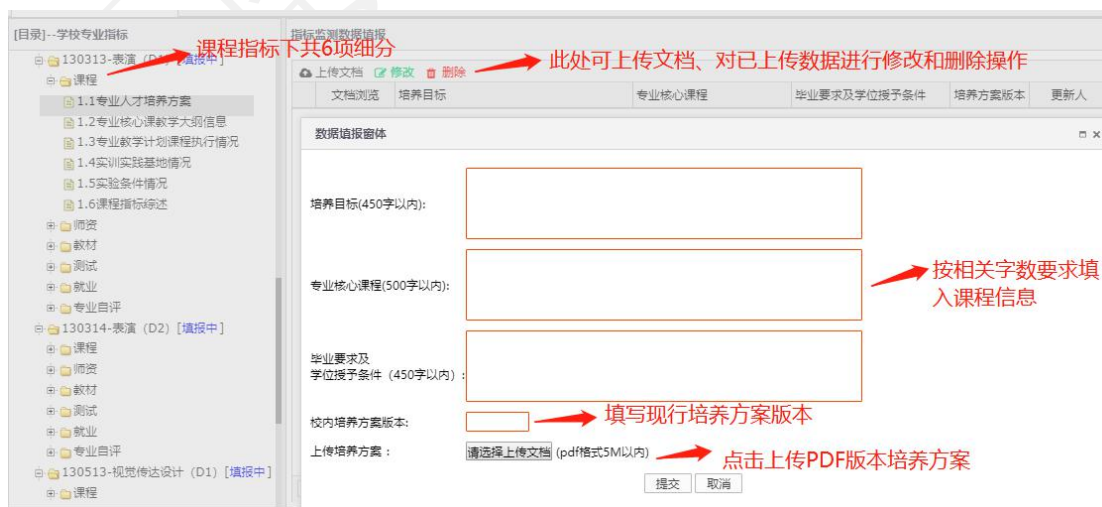 [目录]--学校专业指标
130313-表演（D1）[填报中]
课程
1.1专业人才培养方案
1.2专业核心课教学大纲信息
1.3专业教学计划课程执行情况
1.4实训实践基地情况
1.5实验条件情况
1.6课程指标综述
师资
教材
测试
就业
专业自评
130314-表演（D2）[填报中]
课程
师资
教材
测试
就业
专业自评
130513-视觉传达设计（D1）[填报中]
课程
课程指标下共6项细分
指标监测数据填报
上传文档 修改 删除
此处可上传文档、对已上传数据进行修改和删除操作
文档浏览 培养目标 专业核心课程 毕业要求及学位授予条件 培养方案版本 更新人
数据填报窗体
培养目标(450字以内):
专业核心课程(500字以内):
按相关字数要求填
入课程信息
毕业要求及
学位授予条件（450字以内）:
校内培养方案版本:
填写现行培养方案版本
上传培养方案：
请选择上传文档 (pdf格式5M以内)
点击上传PDF版本培养方案
提交 取消